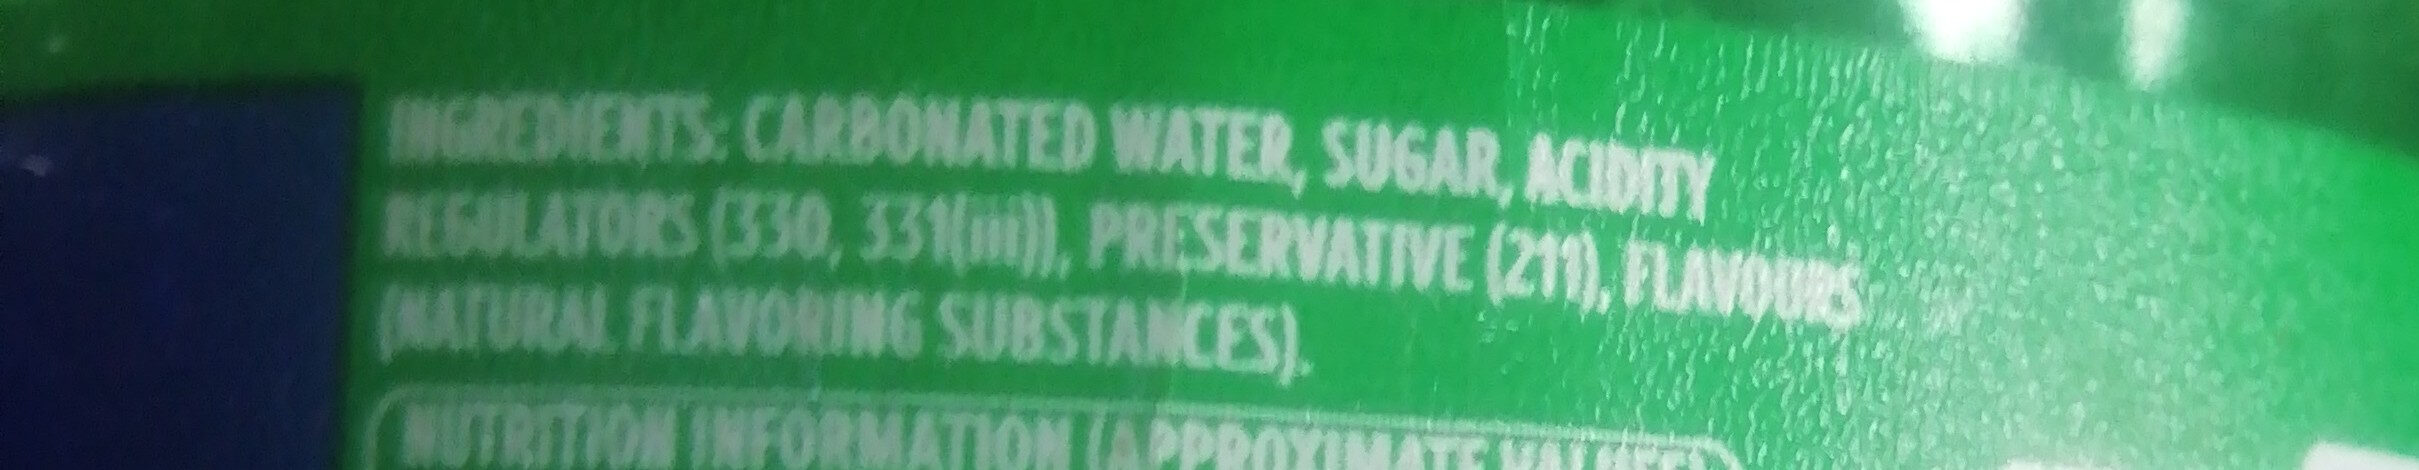 INGREDIENTS: CARBONATED WATER, SUGAR, ACIDITY
REGULATORS (330, 331(iii)), PRESERVATIVE (211), FLAVOURS
(NATURAL FLAVORING SUBSTANCES).
NUTRITION INFORMATION (APPROXIMATE VALUES)